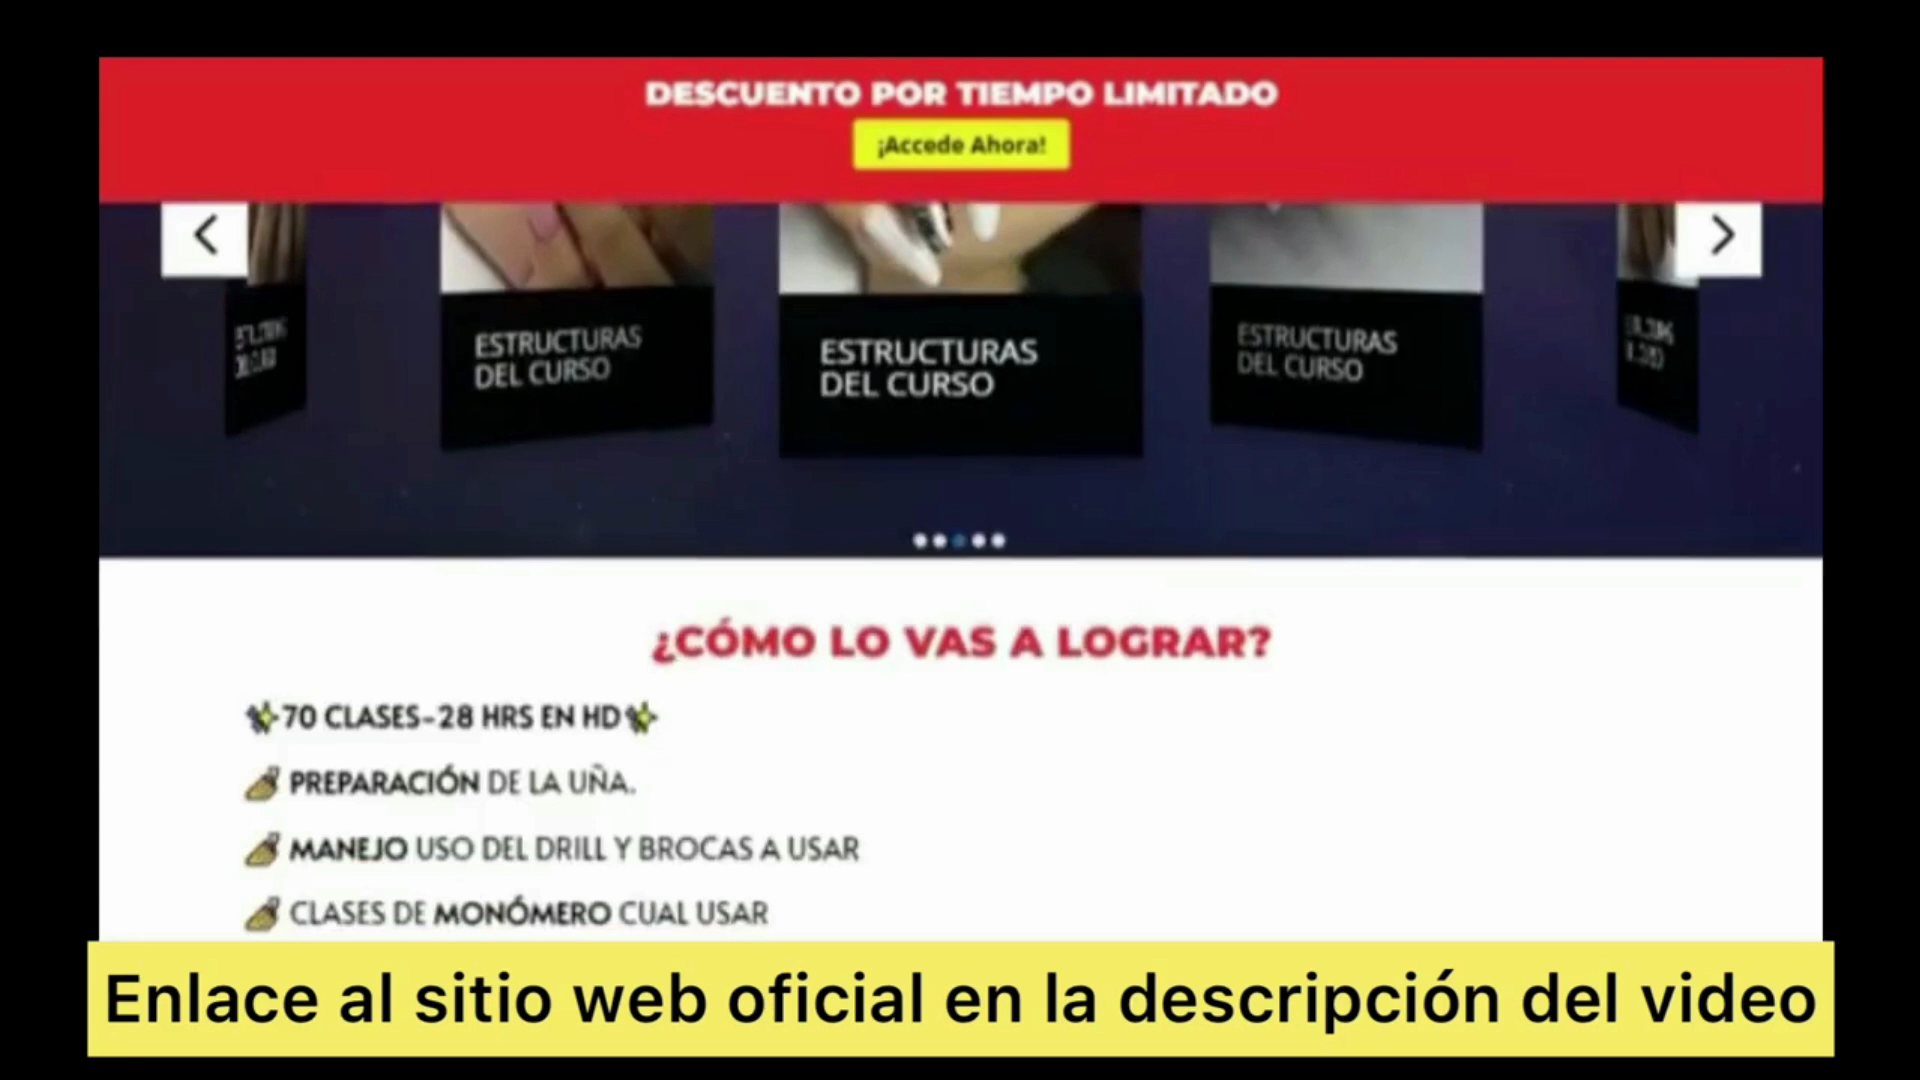 DESCUENTO POR TIEMPO LIMITADO
¡Accede Ahora!
ESTRUCTURAS
DEL CURSO
ESTRUCTURAS
DEL CURSO
ESTRUCTURAS
DEL CURSO
¿CÓMO LO VAS A LOGRAR?
70 CLASES-28 HRS EN HD
PREPARACIÓN DE LA UÑA.
MANEJO USO DEL DRILL Y BROCAS A USAR
CLASES DE MONÓMERO CUAL USAR
Enlace al sitio web oficial en la descripción del video